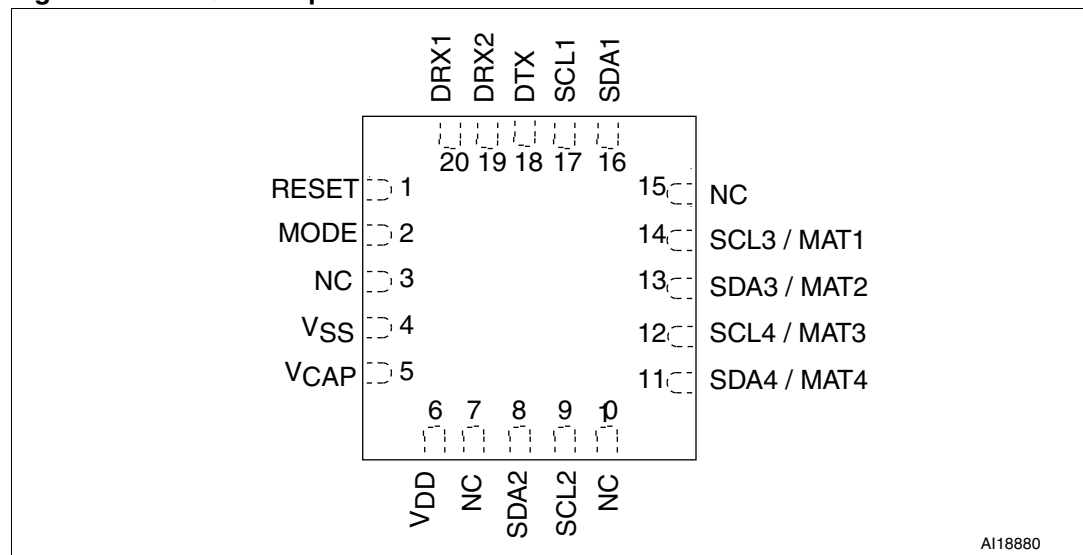 DRX1
DRX2
DTX
SCL1
SDA1
20 19 18 17 16
RESET 1
MODE 2
NC 3
VSS 4
VCAP 5
15 NC
14 SCL3 / MAT1
13 SDA3 / MAT2
12 SCL4 / MAT3
11 SDA4 / MAT4
6 7 8 9 10
VDD
NC
SDA2
SCL2
NC
AI18880